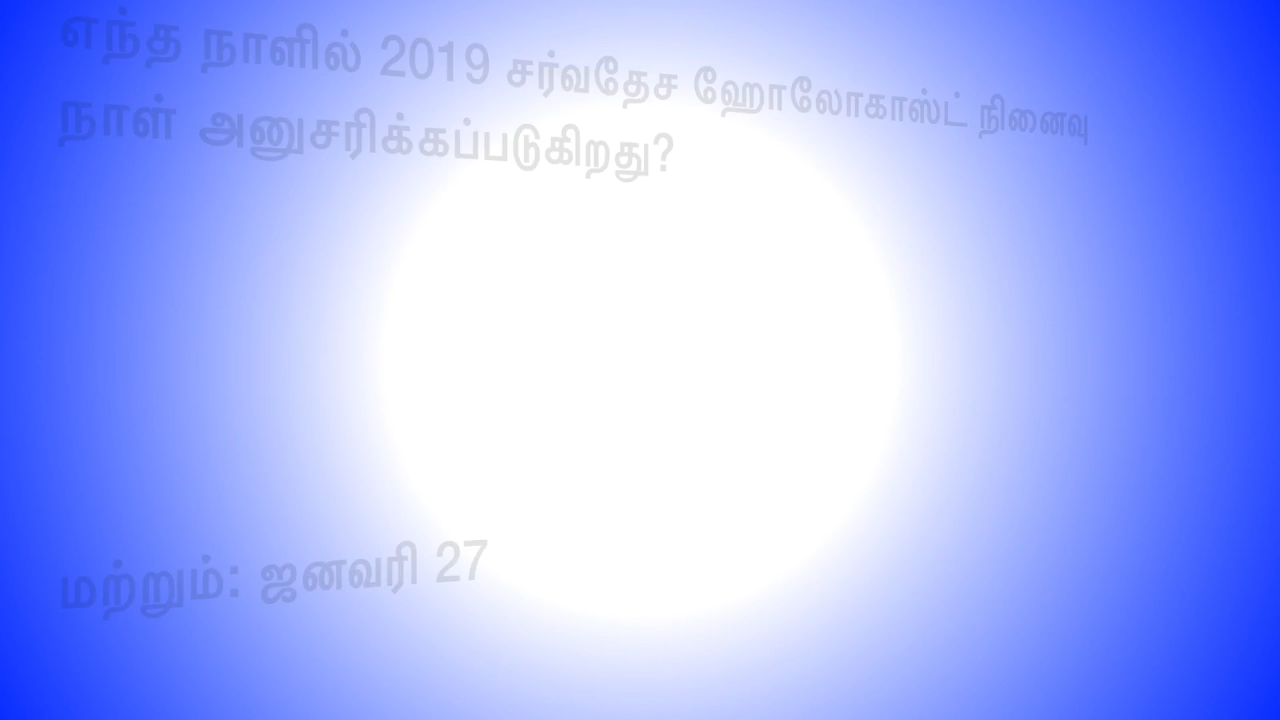 எந்த நாளில் 2019 சர்வதேச ஹோலோகாஸ்ட் நினைவு
நாள் அனுசரிக்கப்படுகிறது?
மற்றும்: ஜனவரி 27